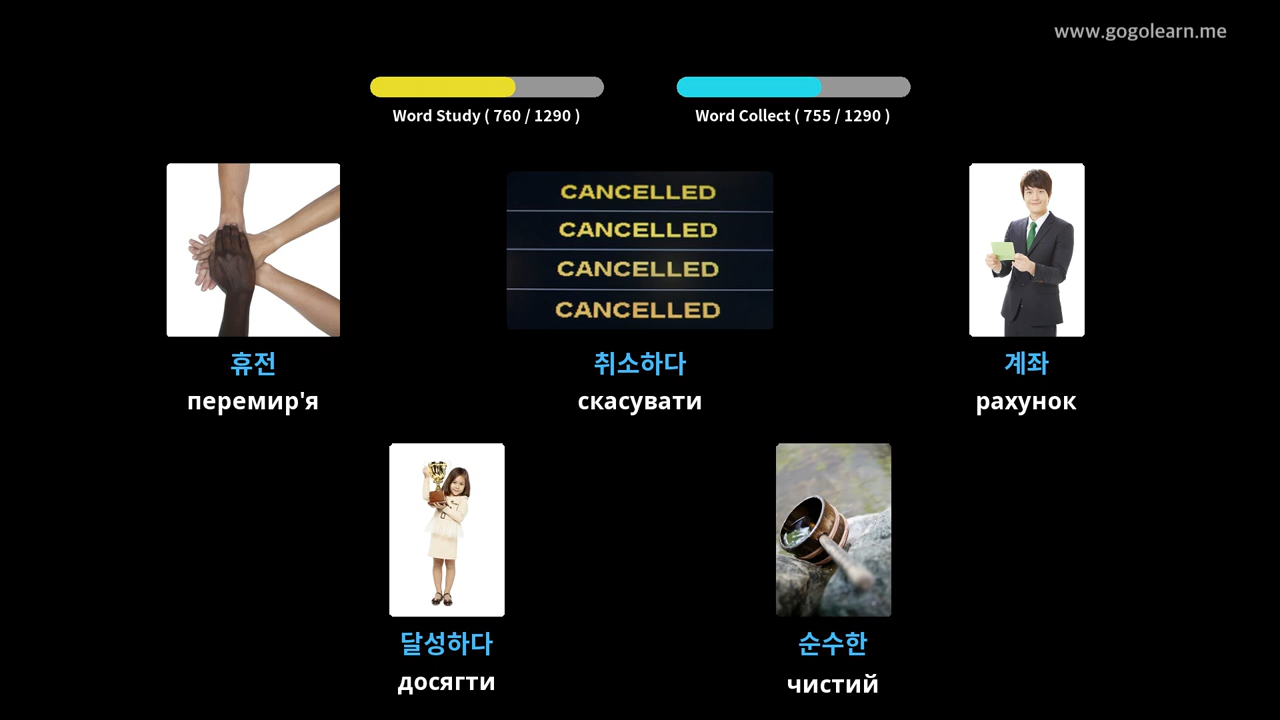 www.gogolearn.me
Word Study ( 760 / 1290 )
Word Collect ( 755 / 1290 )
CANCELLED
CANCELLED
CANCELLED
CANCELLED
휴전
перемир'я
취소하다
скасувати
계좌
рахунок
달성하다
досягти
순수한
чистий